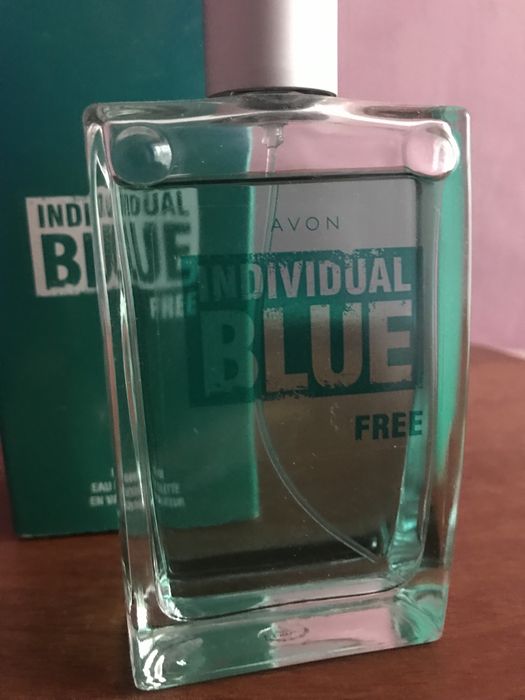 AVON
INDIVIDUAL
BLUE
FREE
INDIVIDUAL
BLUE
FREE
EAU
EN